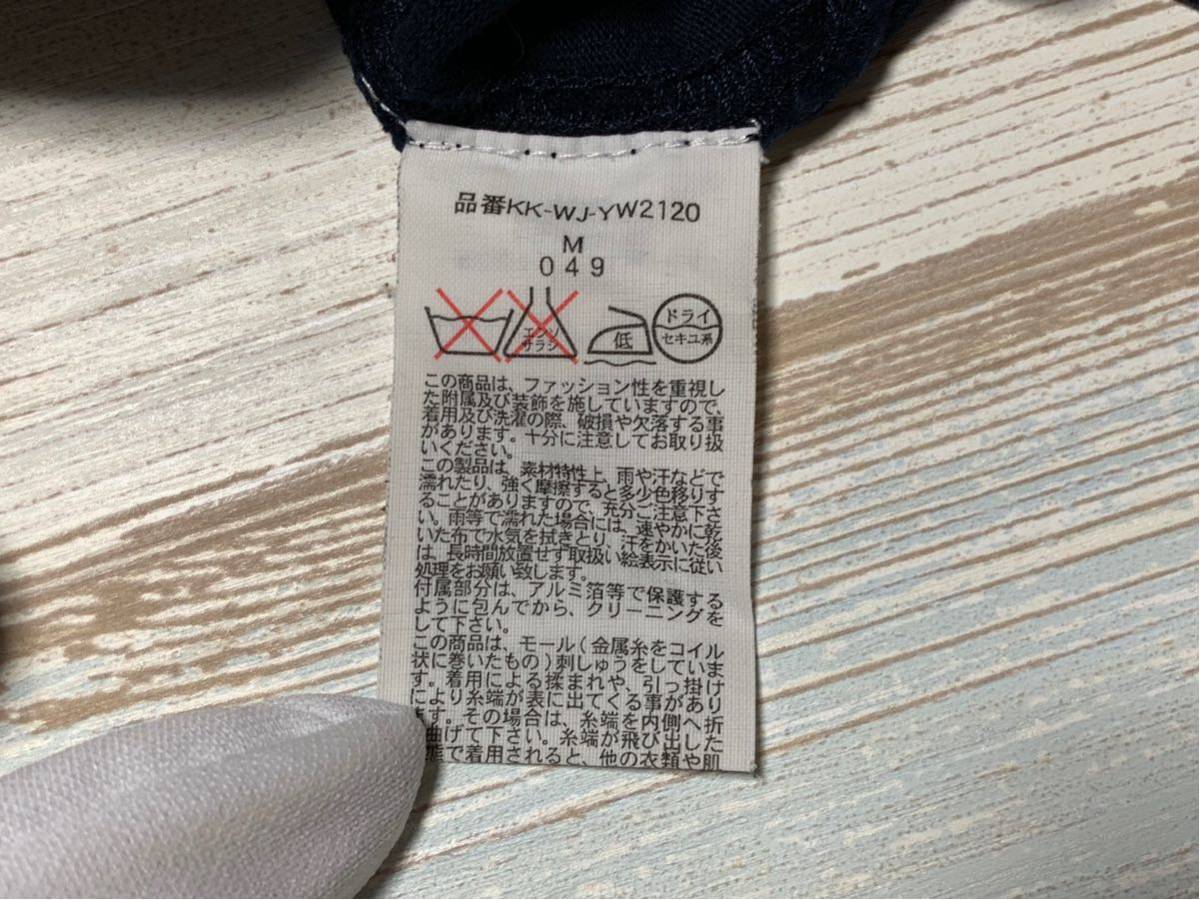 品番KK-WJ-YW2120
M
049
エンソ
サラシ
低
ドライ
セキユ系
この商品は、ファッション性を重視し
た附属及び装飾を施していますので、
着用及び洗濯の際、破損や欠落する事
があります。十分に注意してお取り扱
いください。
この製品は、素材特性上、雨や汗などで
濡れたり、強く摩擦すると多少色移りす
ることがありますので、充分ご注意下さ
い。雨等で濡れた場合には、速やかに乾
いた布で水気を拭きとり、汗をかいた後
は、長時間放置せず取扱い絵表示に従い
処理をお願い致します。
付属部分は、アルミ箔等で保護する
ように包んでから、クリーニングを
して下さい。
この商品は、モール(金属糸をコイル
状に巻いたもの)刺しゅうをしていま
す。着用による揉まれや、引っ掛け
により糸端が表に出てくる事があり
ます。その場合は、糸端を内側へ折
曲げて下さい。糸端が飛び出した
態で着用されると、他の衣類や肌